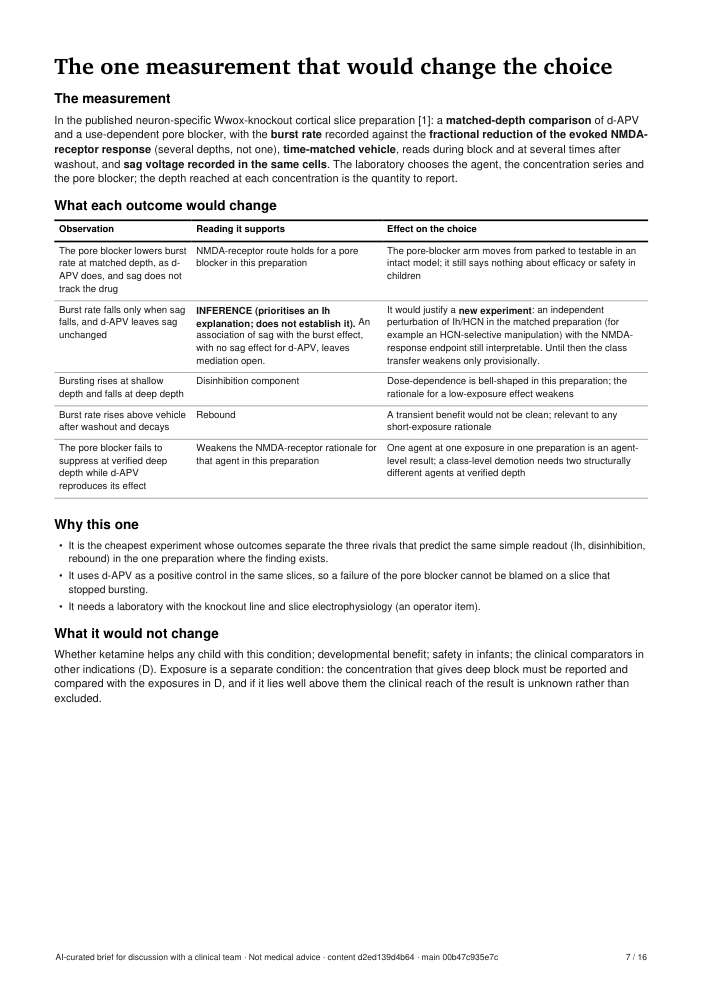 The one measurement that would change the choice
The measurement
In the published neuron-specific Wwox-knockout cortical slice preparation [1]: a matched-depth comparison of d-APV
and a use-dependent pore blocker, with the burst rate recorded against the fractional reduction of the evoked NMDA-
receptor response (several depths, not one), time-matched vehicle, reads during block and at several times after
washout, and sag voltage recorded in the same cells. The laboratory chooses the agent, the concentration series and
the pore blocker; the depth reached at each concentration is the quantity to report.
What each outcome would change
Observation
Reading it supports
Effect on the choice
The pore blocker lowers burst
rate at matched depth, as d-
APV does, and sag does not
track the drug
NMDA-receptor route holds for a pore
blocker in this preparation
The pore-blocker arm moves from parked to testable in an
intact model; it still says nothing about efficacy or safety in
children
Burst rate falls only when sag
falls, and d-APV leaves sag
unchanged
INFERENCE (prioritises an Ih
explanation; does not establish it). An
association of sag with the burst effect,
with no sag effect for d-APV, leaves
mediation open.
It would justify a new experiment: an independent
perturbation of Ih/HCN in the matched preparation (for
example an HCN-selective manipulation) with the NMDA-
response endpoint still interpretable. Until then the class
transfer weakens only provisionally.
Bursting rises at shallow
depth and falls at deep depth
Disinhibition component
Dose-dependence is bell-shaped in this preparation; the
rationale for a low-exposure effect weakens
Burst rate rises above vehicle
after washout and decays
Rebound
A transient benefit would not be clean; relevant to any
short-exposure rationale
The pore blocker fails to
suppress at verified deep
depth while d-APV
reproduces its effect
Weakens the NMDA-receptor rationale for
that agent in this preparation
One agent at one exposure in one preparation is an agent-
level result; a class-level demotion needs two structurally
different agents at verified depth
Why this one
• It is the cheapest experiment whose outcomes separate the three rivals that predict the same simple readout (Ih, disinhibition,
rebound) in the one preparation where the finding exists.
• It uses d-APV as a positive control in the same slices, so a failure of the pore blocker cannot be blamed on a slice that
stopped bursting.
• It needs a laboratory with the knockout line and slice electrophysiology (an operator item).
What it would not change
Whether ketamine helps any child with this condition; developmental benefit; safety in infants; the clinical comparators in
other indications (D). Exposure is a separate condition: the concentration that gives deep block must be reported and
compared with the exposures in D, and if it lies well above them the clinical reach of the result is unknown rather than
excluded.
AI-curated brief for discussion with a clinical team · Not medical advice · content d2ed139d4b64 · main 00b47c935e7c
7 / 16